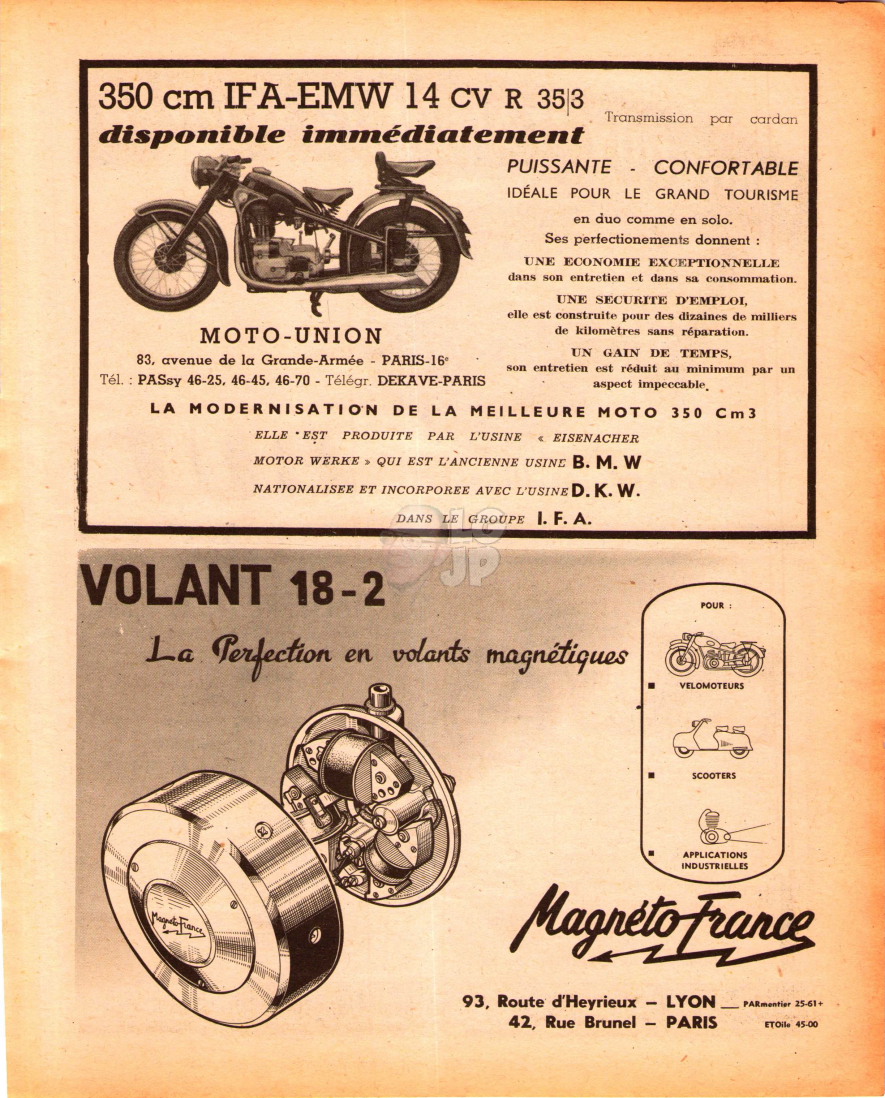 350 cm IFA-EMW 14 CV R 35|3
Transmission par cardan
disponible immédiatement
PUISSANTE - CONFORTABLE
IDÉALE POUR LE GRAND TOURISME
en duo comme en solo.
Ses perfectionements donnent :
UNE ECONOMIE EXCEPTIONNELLE
dans son entretien et dans sa consommation.
UNE SECURITE D'EMPLOI,
elle est construite pour des dizaines de milliers
de kilomètres sans réparation.
UN GAIN DE TEMPS,
son entretien est réduit au minimum par un
aspect impeccable.
MOTO-UNION
83, avenue de la Grande-Armée - PARIS-16e
Tél. : PASsy 46-25, 46-45, 46-70 - Télégr. DEKAVE-PARIS
LA MODERNISATION DE LA MEILLEURE MOTO 350 Cm3
ELLE EST PRODUITE PAR L'USINE « EISENACHER
MOTOR WERKE » QUI EST L'ANCIENNE USINE B. M. W
NATIONALISEE ET INCORPOREE AVEC L'USINE D. K. W.
DANS LE GROUPE I. F. A.
LO
JP
VOLANT 18-2
La Perfection en volants magnétiques
POUR :
VELOMOTEURS
SCOOTERS
APPLICATIONS
INDUSTRIELLES
Magnéto-France
Magnéto-France
93, Route d'Heyrieux – LYON __ PARmentier 25-61+
42, Rue Brunel – PARIS ETOile 45-00